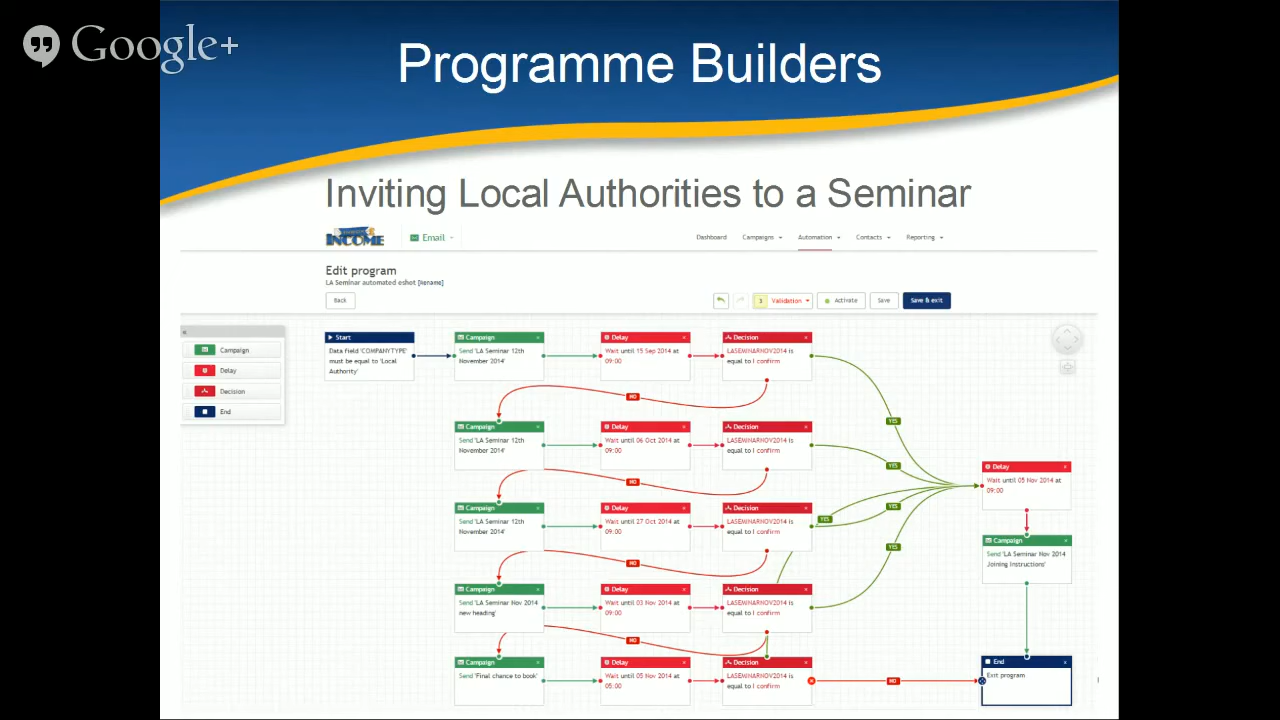 Google+
Programme Builders
Inviting Local Authorities to a Seminar
INCOME
Email
Dashboard Campaigns Automation Contacts Reporting
Edit program
LA Seminar automated eshot [Rename]
Back
3 Validation Activate Save Save & exit
«
Campaign
Delay
Decision
End
Start
Data field 'COMPANYTYPE'
must be equal to 'Local
Authority'
Campaign
Send 'LA Seminar 12th
November 2014'
Delay
Wait until 15 Sep 2014 at
09:00
Decision
LASEMINARNOV2014 is
equal to I confirm
NO
YES
Campaign
Send 'LA Seminar 12th
November 2014'
Delay
Wait until 06 Oct 2014 at
09:00
Decision
LASEMINARNOV2014 is
equal to I confirm
NO
YES
Campaign
Send 'LA Seminar 12th
November 2014'
Delay
Wait until 27 Oct 2014 at
09:00
Decision
LASEMINARNOV2014 is
equal to I confirm
NO
YES
YES
Campaign
Send 'LA Seminar Nov 2014
new heading'
Delay
Wait until 03 Nov 2014 at
09:00
Decision
LASEMINARNOV2014 is
equal to I confirm
NO
YES
Campaign
Send 'Final chance to book'
Delay
Wait until 05 Nov 2014 at
05:00
Decision
LASEMINARNOV2014 is
equal to I confirm
NO
Delay
Wait until 05 Nov 2014 at
09:00
Campaign
Send 'LA Seminar Nov 2014
Joining Instructions'
End
Exit program